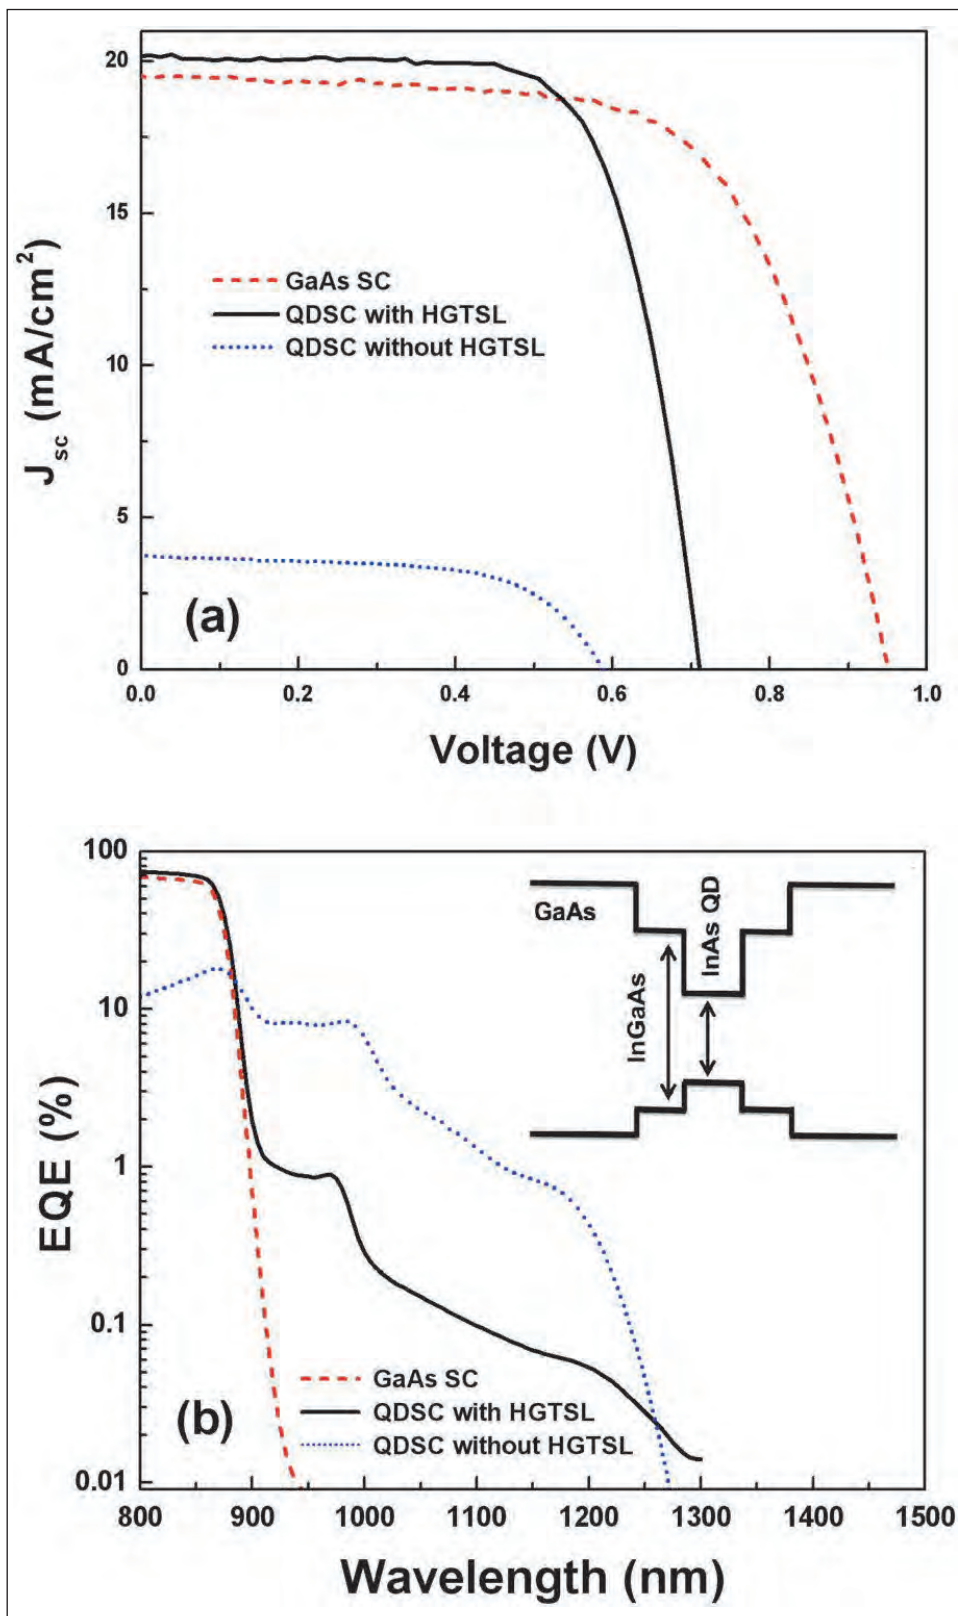 20
15
10
5
0
J_sc (mA/cm²)
GaAs SC
QDSC with HGTSL
QDSC without HGTSL
(a)
0.0 0.2 0.4 0.6 0.8 1.0
Voltage (V)
100
10
1
0.1
0.01
EQE (%)
GaAs
InGaAs
InAs QD
GaAs SC
QDSC with HGTSL
QDSC without HGTSL
(b)
800 900 1000 1100 1200 1300 1400 1500
Wavelength (nm)